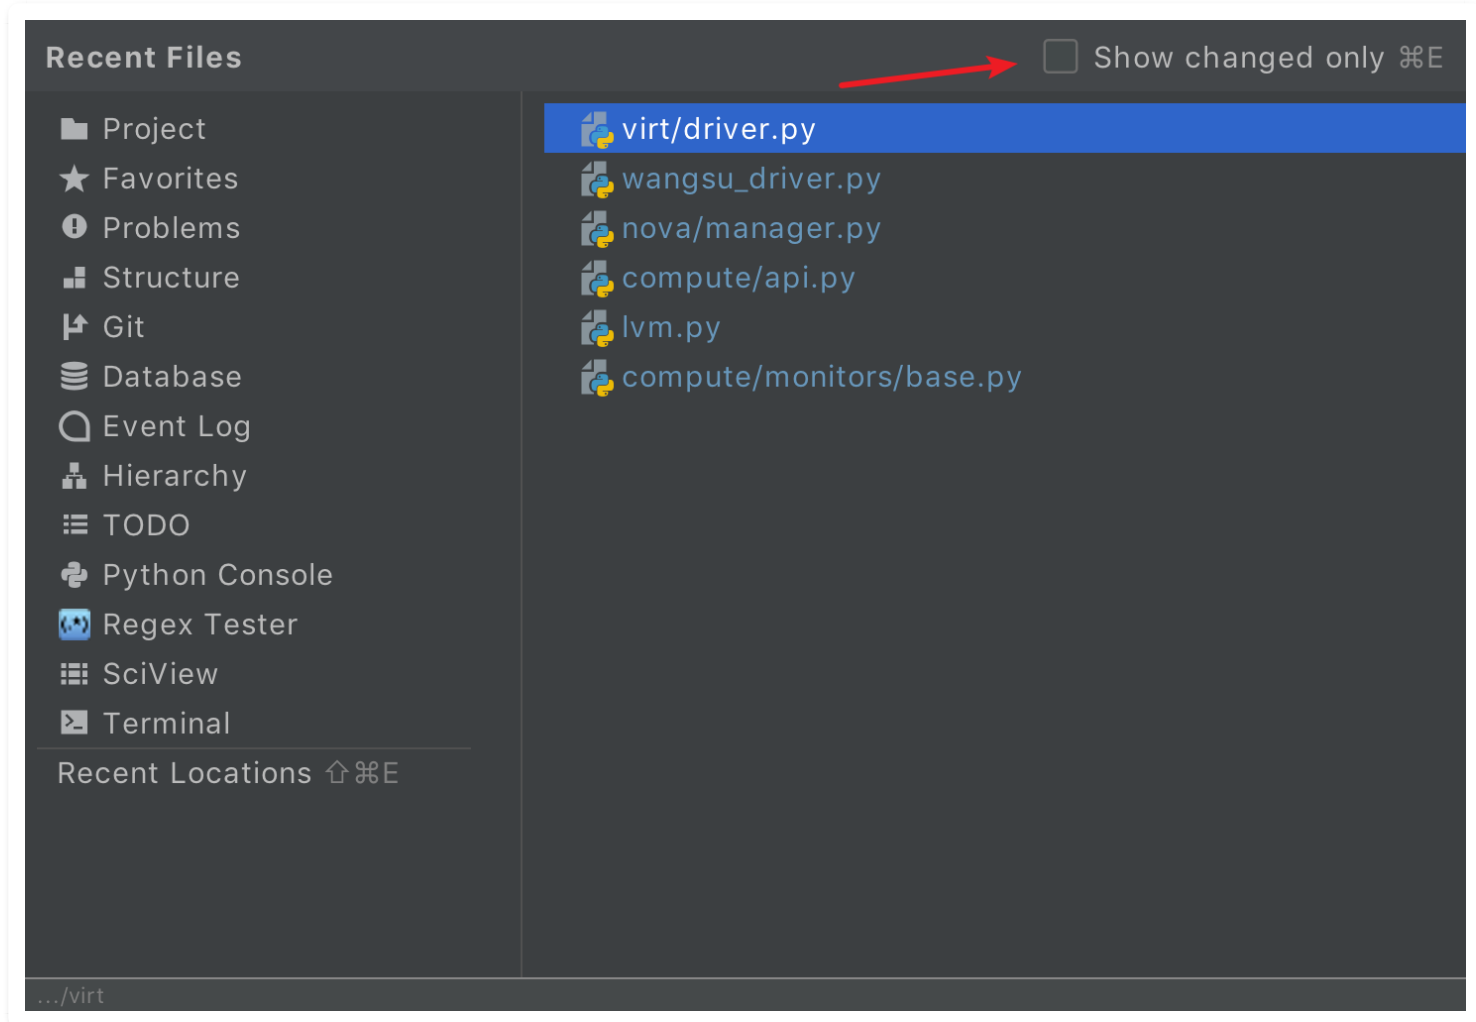 Recent Files
Show changed only ⌘E
Project
Favorites
Problems
Structure
Git
Database
Event Log
Hierarchy
TODO
Python Console
Regex Tester
SciView
Terminal
Recent Locations ⇧⌘E
virt/driver.py
wangsu_driver.py
nova/manager.py
compute/api.py
lvm.py
compute/monitors/base.py
.../virt